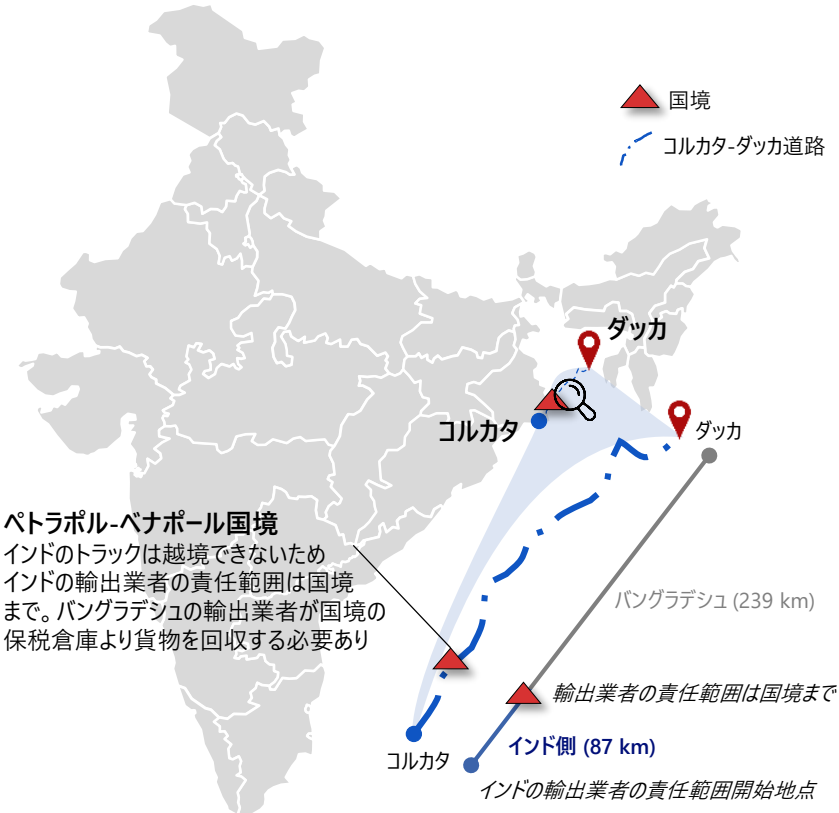 国境
コルカタ-ダッカ道路
ダッカ
コルカタ
ダッカ
ペトラポル-ベナポール国境
インドのトラックは越境できないため
インドの輸出業者の責任範囲は国境
まで。バングラデシュの輸出業者が国境の
保税倉庫より貨物を回収する必要あり
バングラデシュ (239 km)
輸出業者の責任範囲は国境まで
インド側 (87 km)
コルカタ
インドの輸出業者の責任範囲開始地点